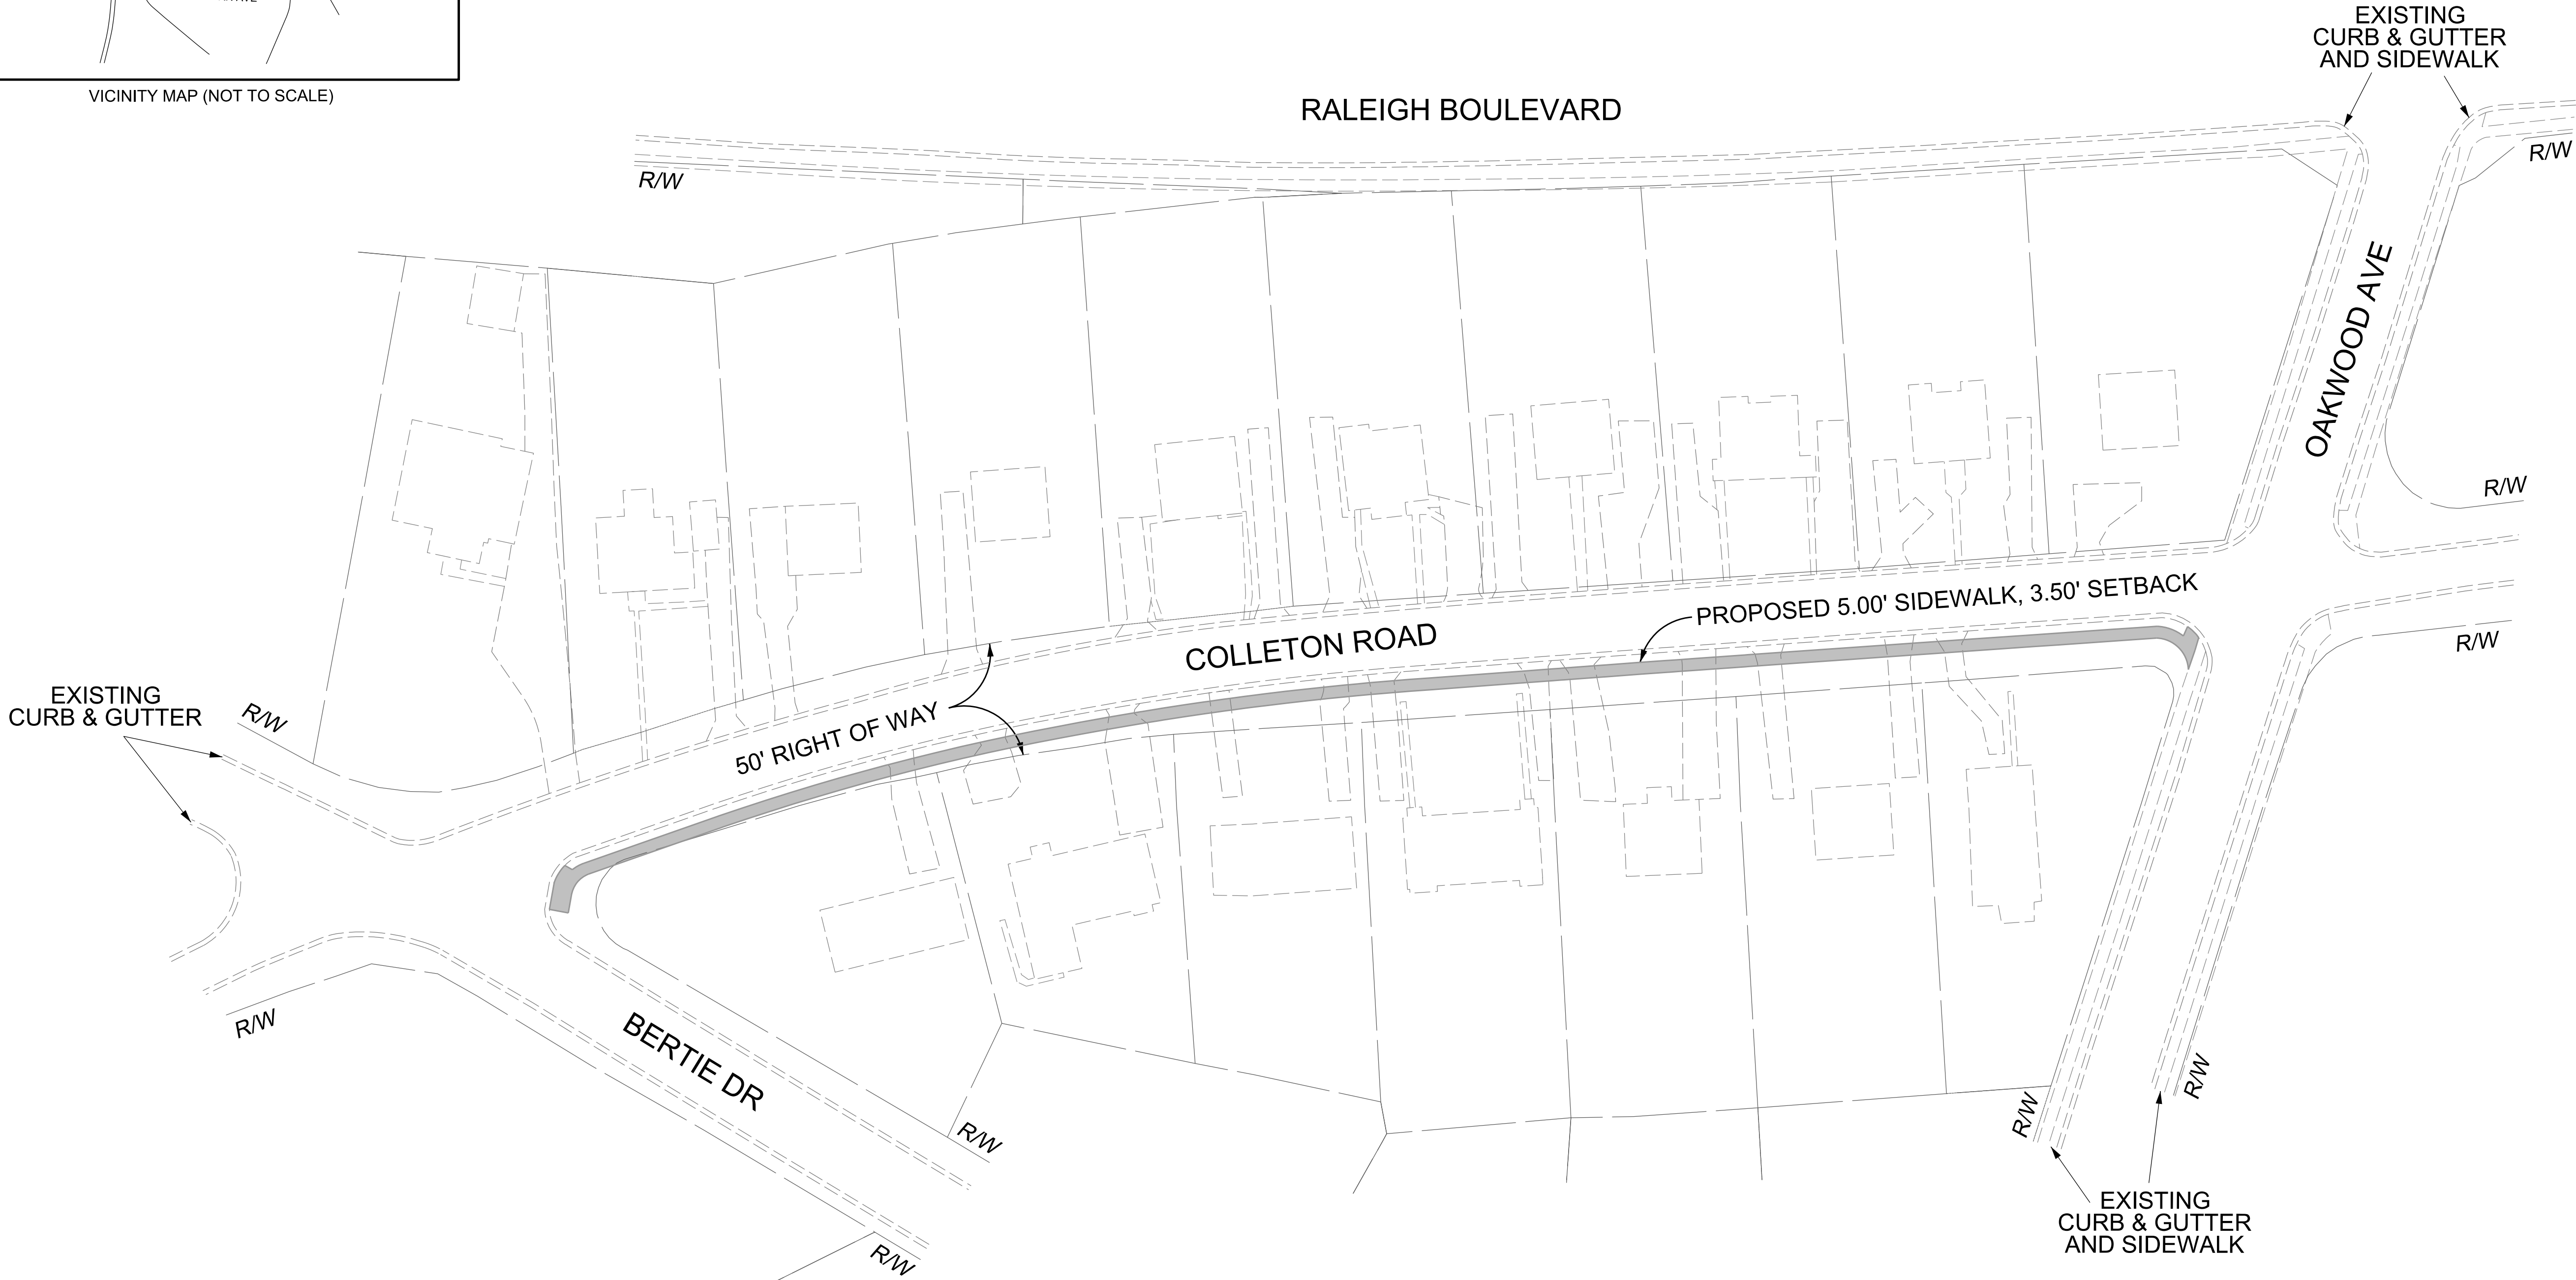 VICINITY MAP (NOT TO SCALE)
EXISTING
CURB & GUTTER
AND SIDEWALK
RALEIGH BOULEVARD
R/W
R/W
OAKWOOD AVE
R/W
PROPOSED 5.00' SIDEWALK, 3.50' SETBACK
COLLETON ROAD
R/W
EXISTING
CURB & GUTTER
R/W
50' RIGHT OF WAY
R/W
BERTIE DR
R/W
R/W
R/W
R/W
EXISTING
CURB & GUTTER
AND SIDEWALK